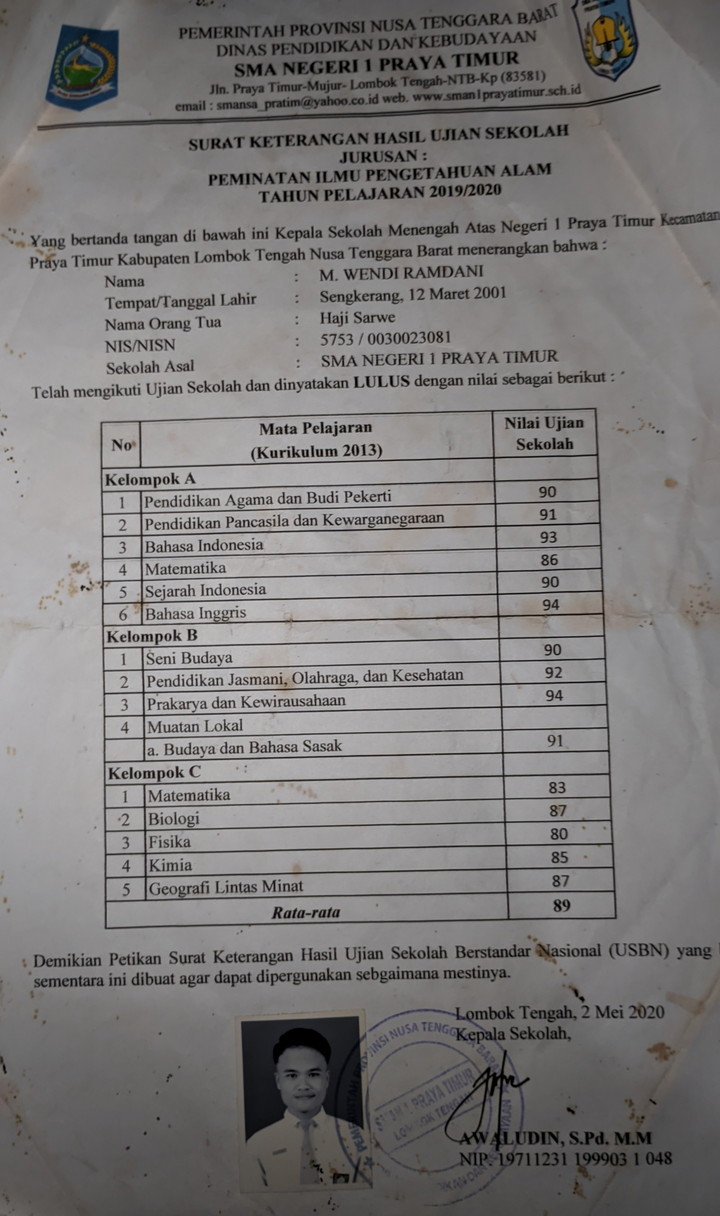 PEMERINTAH PROVINSI NUSA TENGGARA BARAT
DINAS PENDIDIKAN DAN KEBUDAYAAN
SMA NEGERI 1 PRAYA TIMUR
Jln. Praya Timur-Mujur- Lombok Tengah-NTB-Kp (83581)
email : smansa_pratim@yahoo.co.id web. www.sman1prayatimur.sch.id
SURAT KETERANGAN HASIL UJIAN SEKOLAH
JURUSAN :
PEMINATAN ILMU PENGETAHUAN ALAM
TAHUN PELAJARAN 2019/2020
Yang bertanda tangan di bawah ini Kepala Sekolah Menengah Atas Negeri 1 Praya Timur Kecamatan
Praya Timur Kabupaten Lombok Tengah Nusa Tenggara Barat menerangkan bahwa :
Nama : M. WENDI RAMDANI
Tempat/Tanggal Lahir : Sengkerang, 12 Maret 2001
Nama Orang Tua : Haji Sarwe
NIS/NISN : 5753 / 0030023081
Sekolah Asal : SMA NEGERI 1 PRAYA TIMUR
Telah mengikuti Ujian Sekolah dan dinyatakan LULUS dengan nilai sebagai berikut :
No Mata Pelajaran (Kurikulum 2013) Nilai Ujian Sekolah
Kelompok A
1 Pendidikan Agama dan Budi Pekerti 90
2 Pendidikan Pancasila dan Kewarganegaraan 91
3 Bahasa Indonesia 93
4 Matematika 86
5 Sejarah Indonesia 90
6 Bahasa Inggris 94
Kelompok B
1 Seni Budaya 90
2 Pendidikan Jasmani, Olahraga, dan Kesehatan 92
3 Prakarya dan Kewirausahaan 94
4 Muatan Lokal
a. Budaya dan Bahasa Sasak 91
Kelompok C
1 Matematika 83
2 Biologi 87
3 Fisika 80
4 Kimia 85
5 Geografi Lintas Minat 87
Rata-rata 89
Demikian Petikan Surat Keterangan Hasil Ujian Sekolah Berstandar Nasional (USBN) yang
sementara ini dibuat agar dapat dipergunakan sebgaimana mestinya.
Lombok Tengah, 2 Mei 2020
Kepala Sekolah,
PRAYA TIMUR
LOMBOK TENGAH
AWALUDIN, S.Pd. M.M
NIP. 19711231 199903 1 048